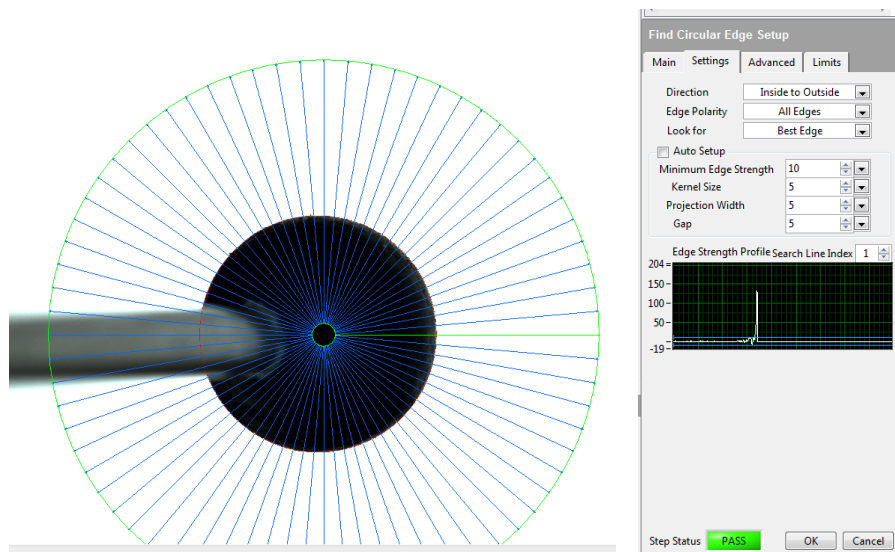 Find Circular Edge Setup
Main Settings Advanced Limits
Direction Inside to Outside
Edge Polarity All Edges
Look for Best Edge
Auto Setup
Minimum Edge Strength 10
Kernel Size 5
Projection Width 5
Gap 5
Edge Strength Profile Search Line Index 1
204
150
100
50
-19
Step Status PASS OK Cancel